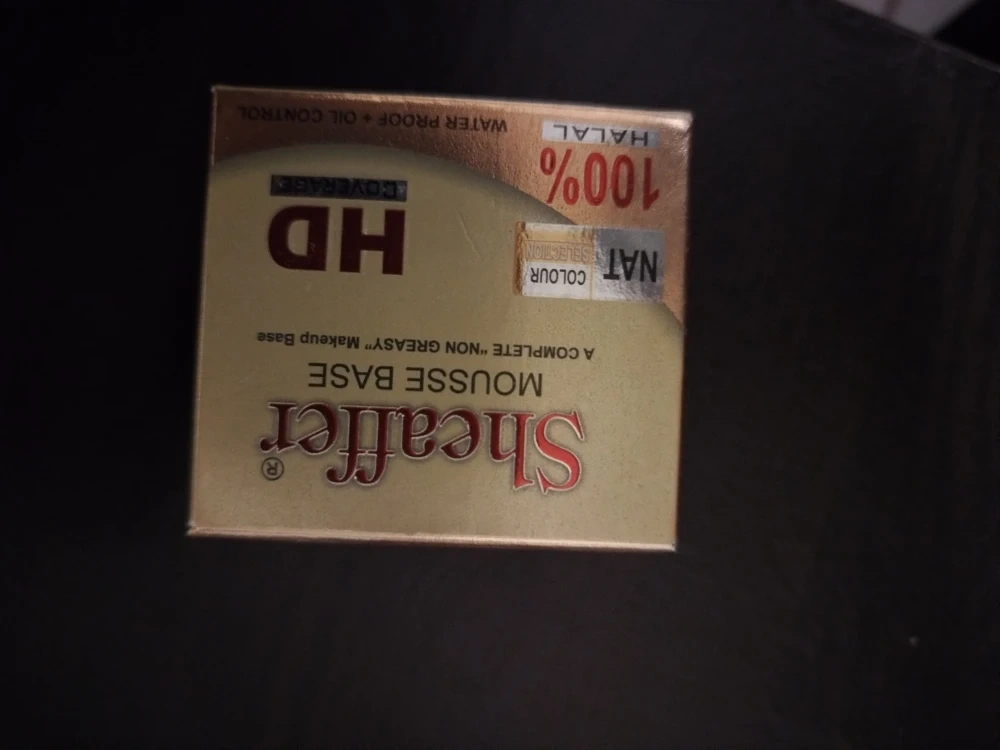 Sheaffer®
MOUSSE BASE
A COMPLETE "NON GREASY" Makeup Base
NAT
COLOUR
SELECTION
HD
COVERAGE
100%
HALAL
WATER PROOF + OIL CONTROL